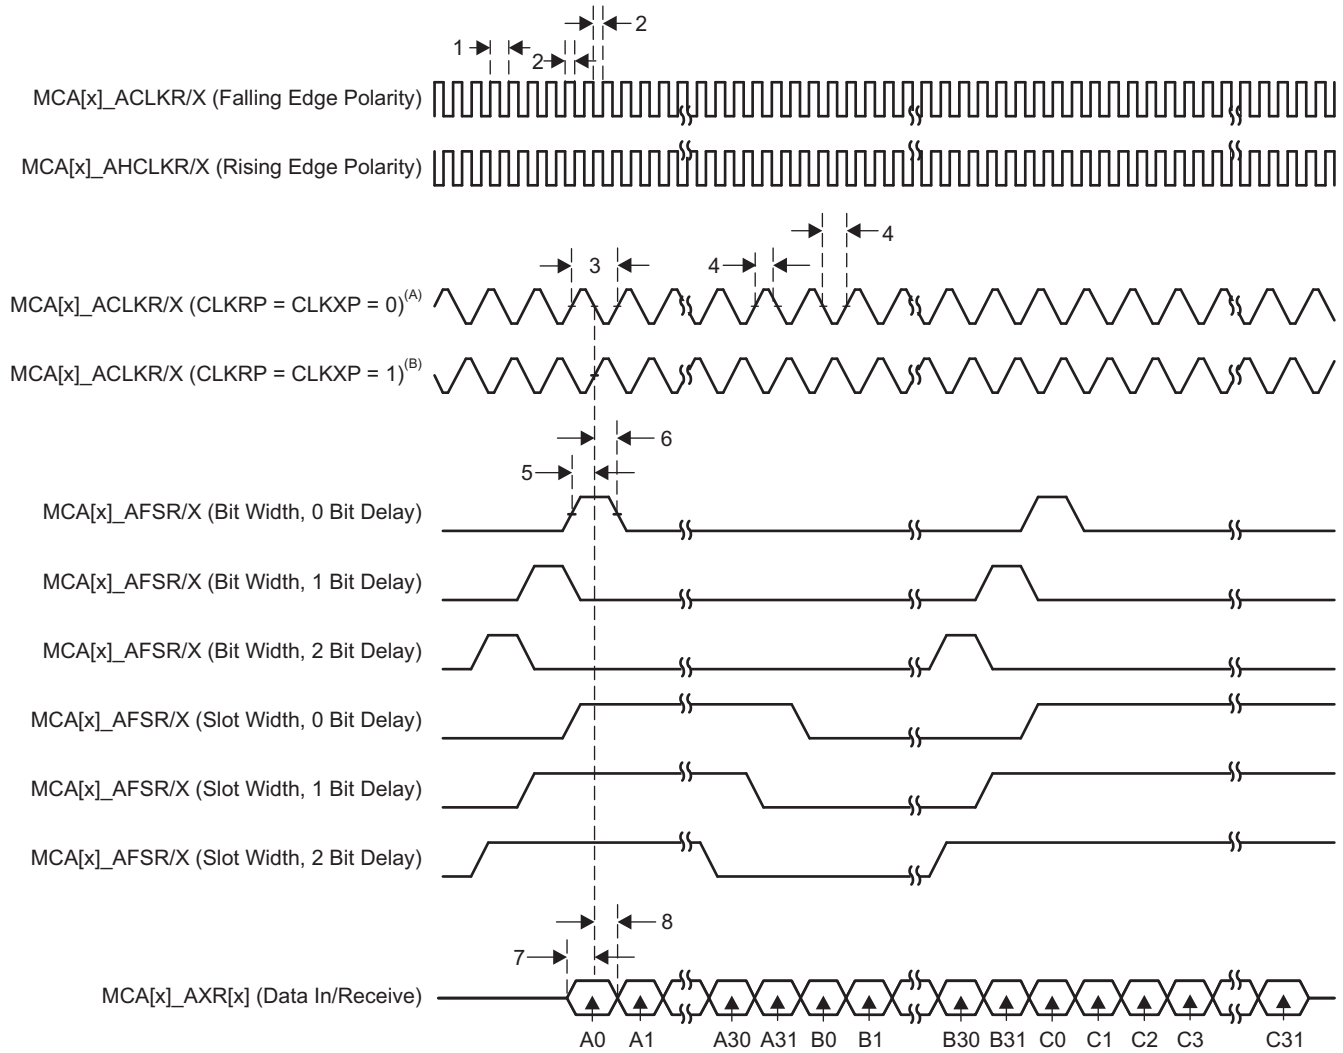 2
1
2
MCA[x]_ACLKR/X (Falling Edge Polarity)
MCA[x]_AHCLKR/X (Rising Edge Polarity)
4
3
4
MCA[x]_ACLKR/X (CLKRP = CLKXP = 0)(A)
MCA[x]_ACLKR/X (CLKRP = CLKXP = 1)(B)
6
5
MCA[x]_AFSR/X (Bit Width, 0 Bit Delay)
MCA[x]_AFSR/X (Bit Width, 1 Bit Delay)
MCA[x]_AFSR/X (Bit Width, 2 Bit Delay)
MCA[x]_AFSR/X (Slot Width, 0 Bit Delay)
MCA[x]_AFSR/X (Slot Width, 1 Bit Delay)
MCA[x]_AFSR/X (Slot Width, 2 Bit Delay)
8
7
MCA[x]_AXR[x] (Data In/Receive)
A0 A1 A30 A31 B0 B1 B30 B31 C0 C1 C2 C3 C31